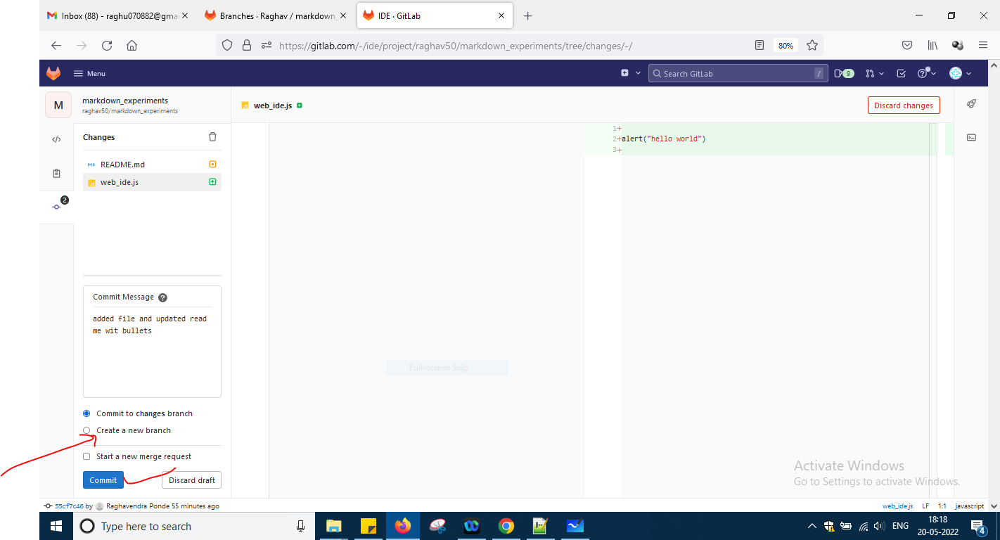 Inbox (88) - raghu070882@gmai
Branches · Raghav / markdown_
IDE · GitLab
https://gitlab.com/-/ide/project/raghav50/markdown_experiments/tree/changes/-/
80%
Menu
Search GitLab
/
9
M
markdown_experiments
raghav50/markdown_experiments
web_ide.js
Discard changes
Changes
README.md
web_ide.js
2
1+
2+alert("hello world")
3+
Commit Message
added file and updated read
me wit bullets
Full-screen Snip
Commit to changes branch
Create a new branch
Start a new merge request
Commit
Discard draft
Activate Windows
Go to Settings to activate Windows.
55cf7c46 by Raghavendra Ponde 55 minutes ago
web_ide.js LF 1:1 javascript
Type here to search
ENG
18:18
20-05-2022
4